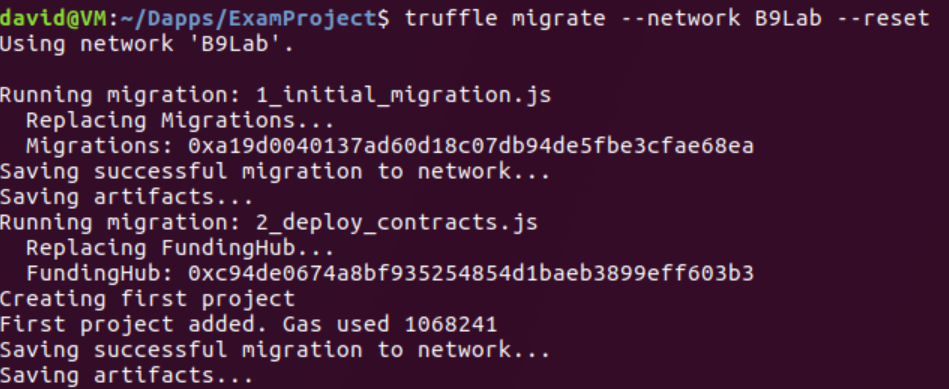 david@VM:~/Dapps/ExamProject$ truffle migrate --network B9Lab --reset
Using network 'B9Lab'.
Running migration: 1_initial_migration.js
Replacing Migrations...
Migrations: 0xa19d0040137ad60d18c07db94de5fbe3cfae68ea
Saving successful migration to network...
Saving artifacts...
Running migration: 2_deploy_contracts.js
Replacing FundingHub...
FundingHub: 0xc94de0674a8bf935254854d1baeb3899eff603b3
Creating first project
First project added. Gas used 1068241
Saving successful migration to network...
Saving artifacts...